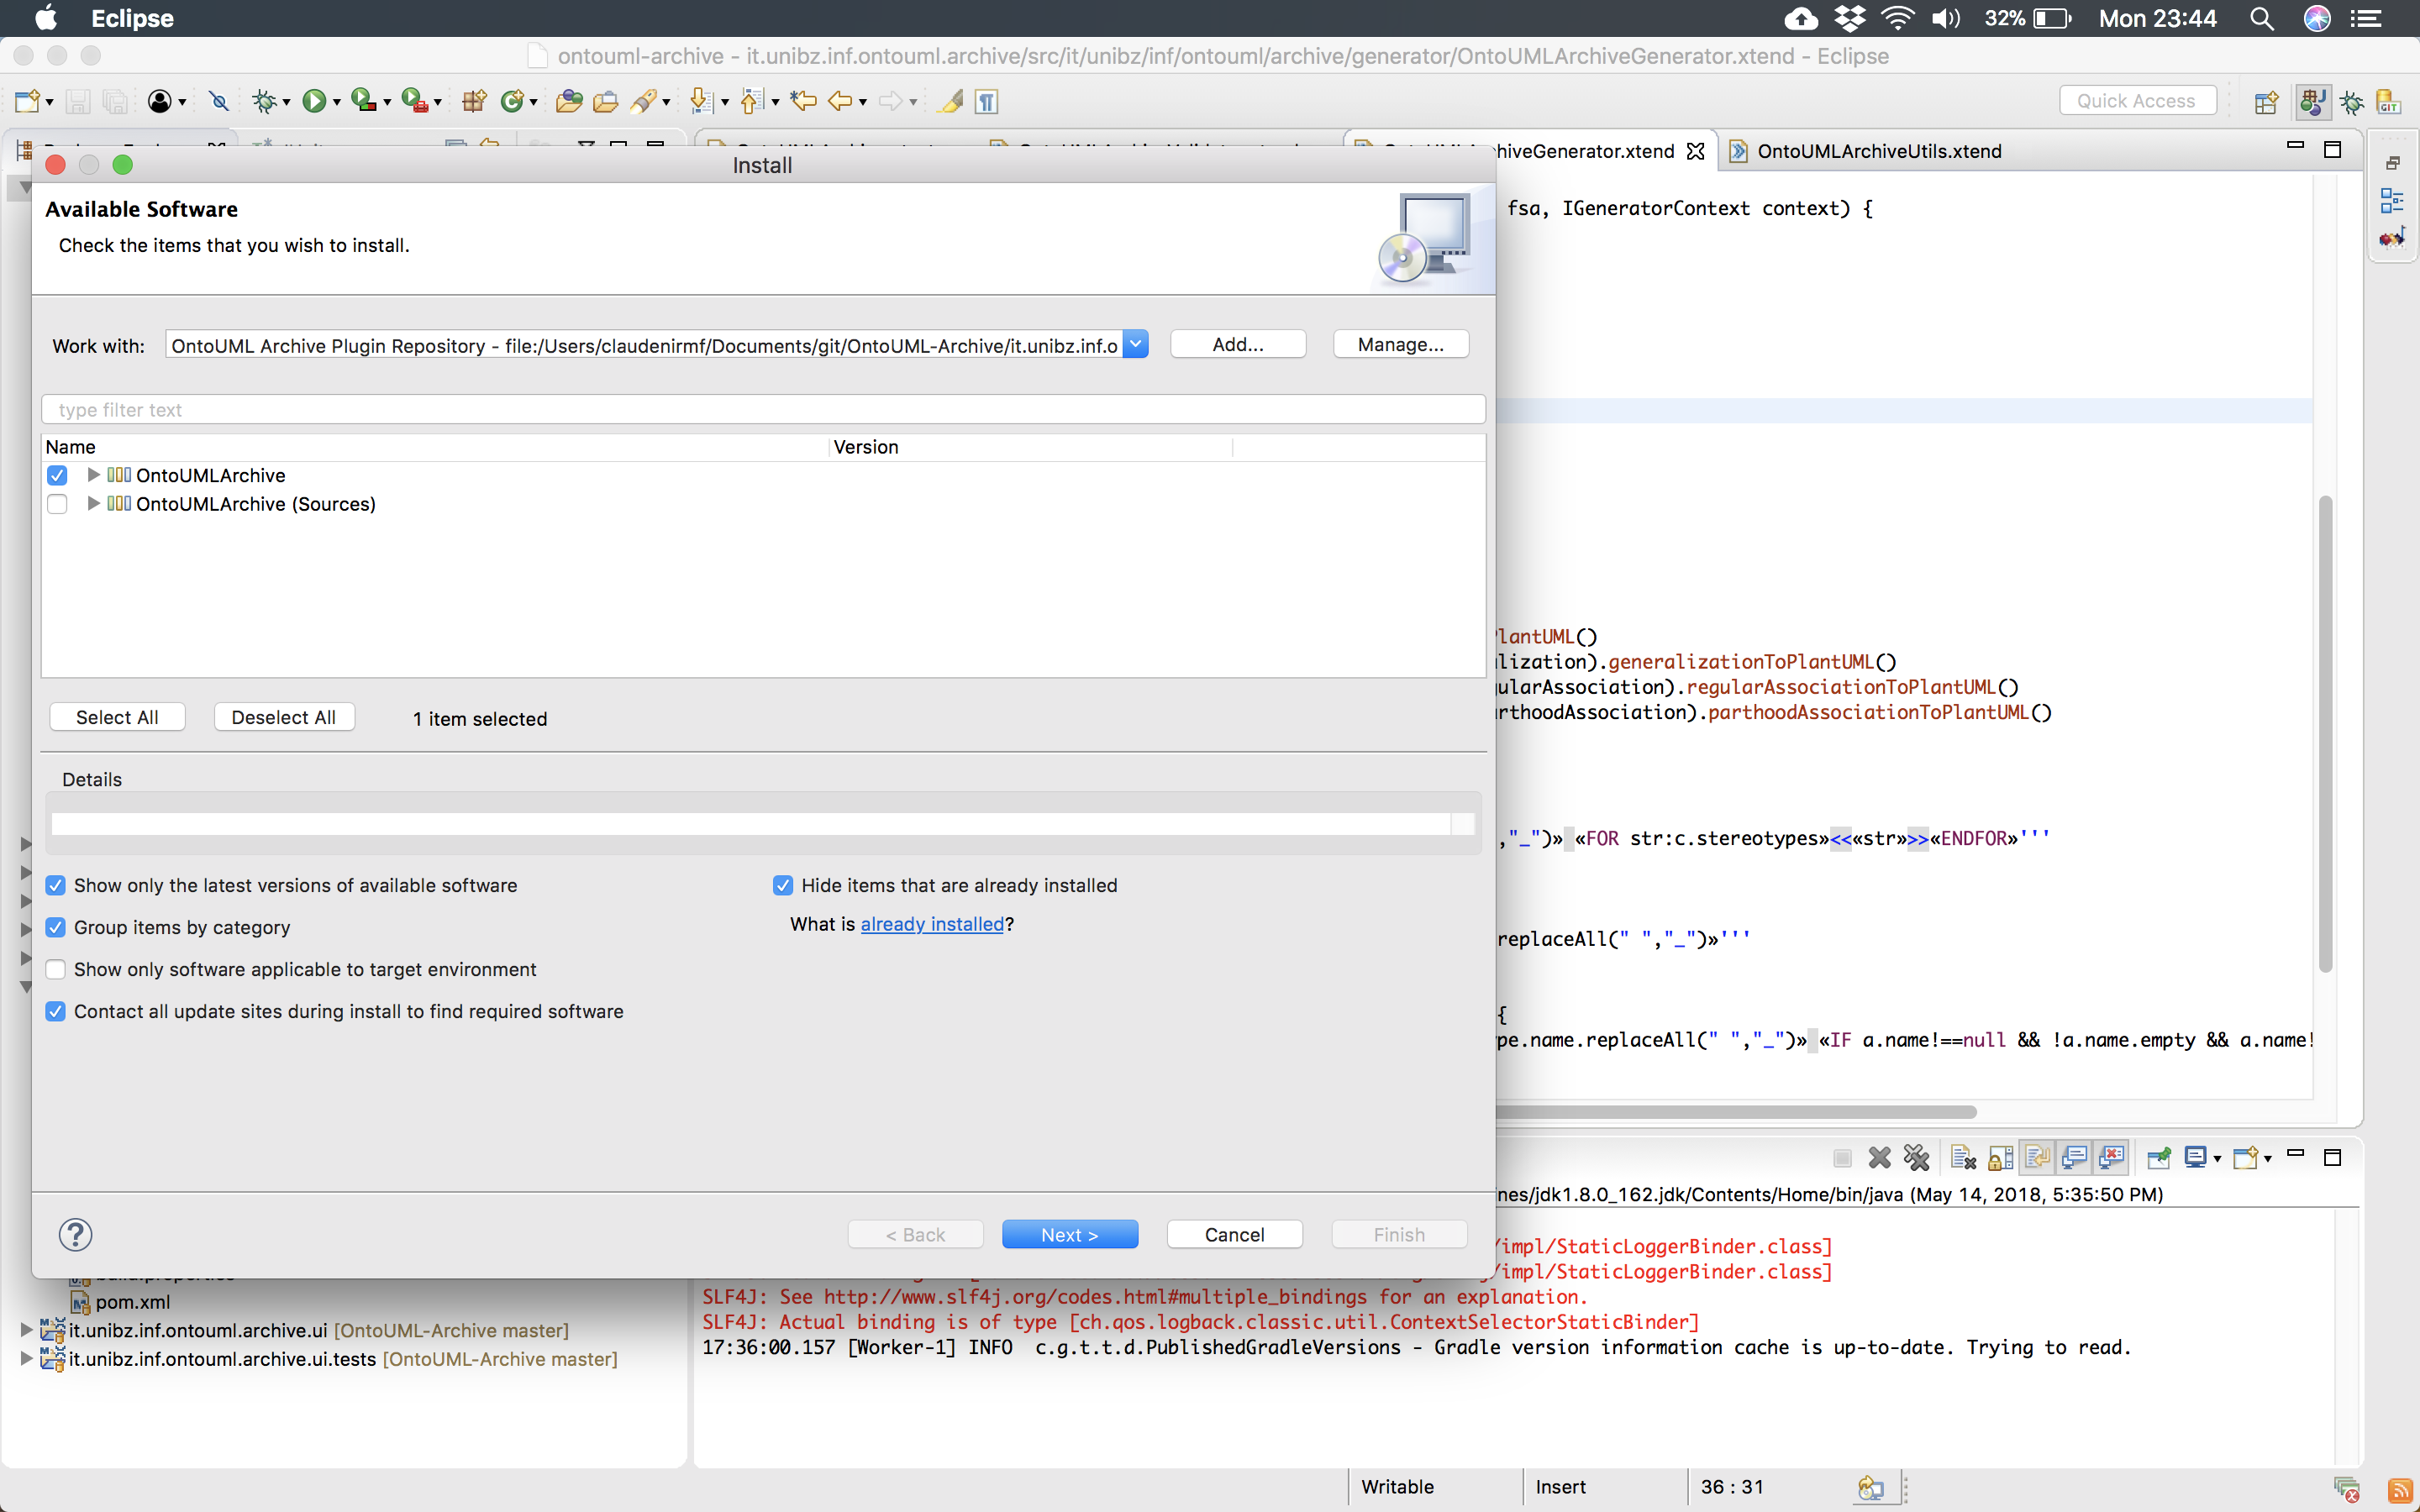 Eclipse
32%
Mon 23:44
ontouml-archive - it.unibz.inf.ontouml.archive/src/it/unibz/inf/ontouml/archive/generator/OntoUMLArchiveGenerator.xtend - Eclipse
Quick Access
GIT
hiveGenerator.xtend
OntoUMLArchiveUtils.xtend
Install
Available Software
Check the items that you wish to install.
Work with:
OntoUML Archive Plugin Repository - file:/Users/claudenirmf/Documents/git/OntoUML-Archive/it.unibz.inf.o
Add...
Manage...
type filter text
Name
Version
OntoUMLArchive
OntoUMLArchive (Sources)
Select All
Deselect All
1 item selected
Details
Show only the latest versions of available software
Hide items that are already installed
Group items by category
What is already installed?
Show only software applicable to target environment
Contact all update sites during install to find required software
?
< Back
Next >
Cancel
Finish
fsa, IGeneratorContext context) {
PlantUML()
lization).generalizationToPlantUML()
gularAssociation).regularAssociationToPlantUML()
rthoodAssociation).parthoodAssociationToPlantUML()
,"_")» «FOR str:c.stereotypes»<<«str»>>«ENDFOR»'''
replaceAll(" ","_")»'''
{
pe.name.replaceAll(" ","_")» «IF a.name!==null && !a.name.empty && a.name!
nes/jdk1.8.0_162.jdk/Contents/Home/bin/java (May 14, 2018, 5:35:50 PM)
/impl/StaticLoggerBinder.class]
/impl/StaticLoggerBinder.class]
SLF4J: See http://www.slf4j.org/codes.html#multiple_bindings for an explanation.
SLF4J: Actual binding is of type [ch.qos.logback.classic.util.ContextSelectorStaticBinder]
17:36:00.157 [Worker-1] INFO  c.g.t.t.d.PublishedGradleVersions - Gradle version information cache is up-to-date. Trying to read.
pom.xml
it.unibz.inf.ontouml.archive.ui [OntoUML-Archive master]
it.unibz.inf.ontouml.archive.ui.tests [OntoUML-Archive master]
Writable
Insert
36 : 31